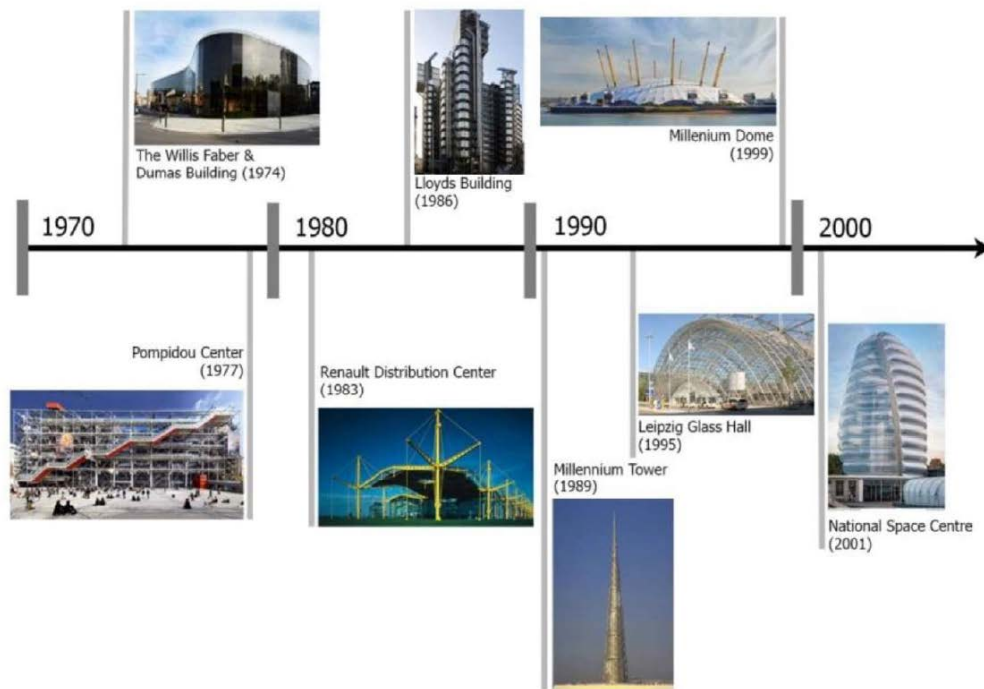 The Willis Faber &
Dumas Building (1974)
Lloyds Building
(1986)
Millenium Dome
(1999)
1970
1980
1990
2000
Pompidou Center
(1977)
Renault Distribution Center
(1983)
Millennium Tower
(1989)
Leipzig Glass Hall
(1995)
National Space Centre
(2001)